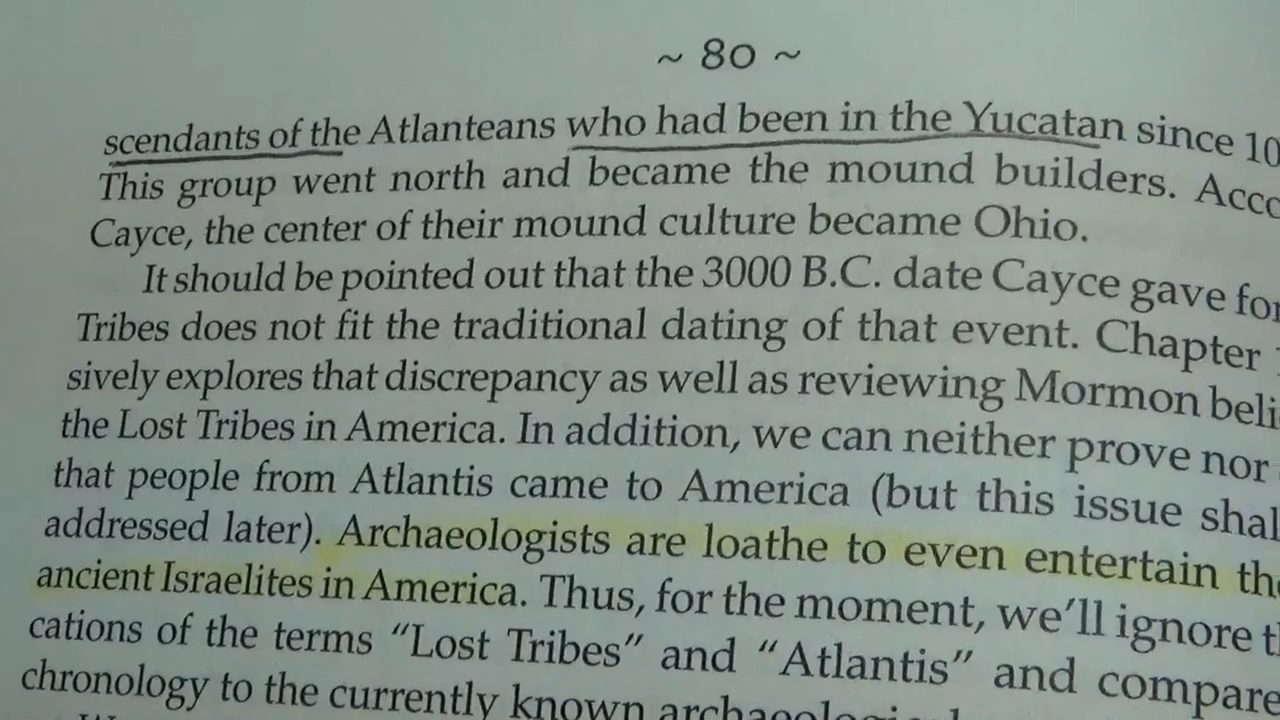 ~ 80 ~
scendants of the Atlanteans who had been in the Yucatan since 10
This group went north and became the mound builders. Acco
Cayce, the center of their mound culture became Ohio.
It should be pointed out that the 3000 B.C. date Cayce gave for
Tribes does not fit the traditional dating of that event. Chapter
sively explores that discrepancy as well as reviewing Mormon beli
the Lost Tribes in America. In addition, we can neither prove nor
that people from Atlantis came to America (but this issue shal
addressed later). Archaeologists are loathe to even entertain the
ancient Israelites in America. Thus, for the moment, we'll ignore th
cations of the terms "Lost Tribes" and "Atlantis" and compare
chronology to the currently known archaeological